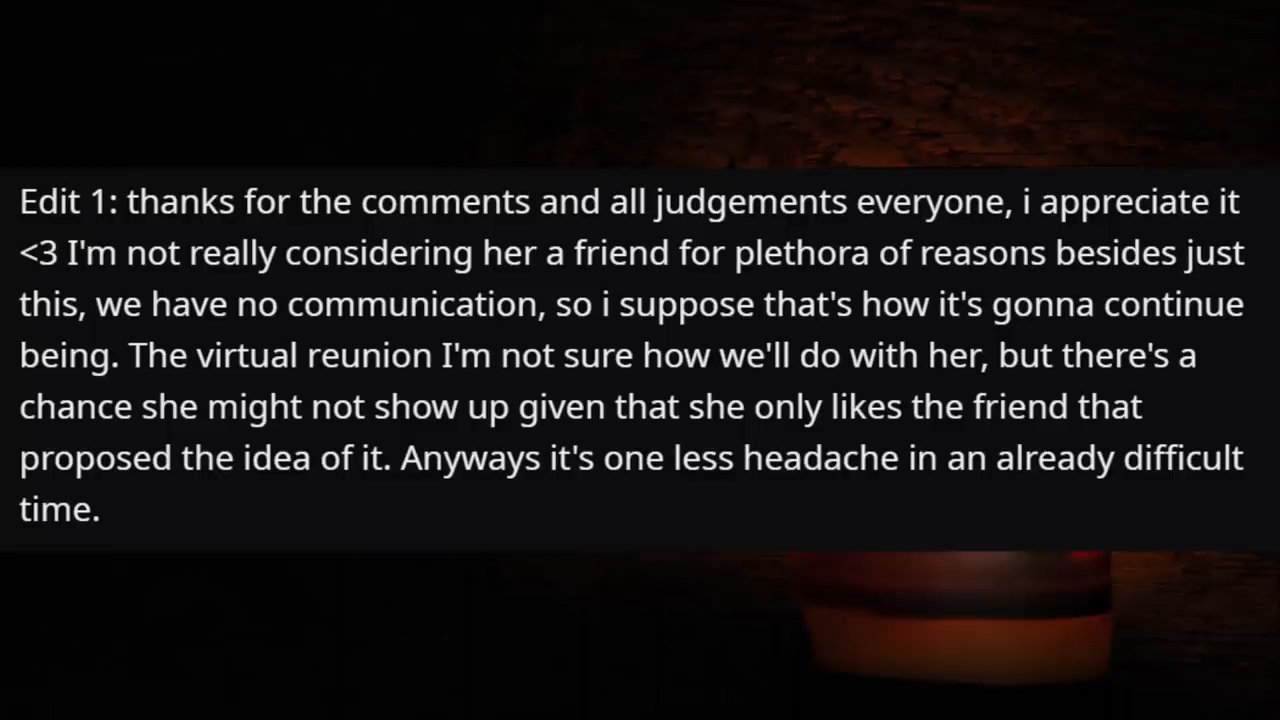 Edit 1: thanks for the comments and all judgements everyone, i appreciate it
<3 I'm not really considering her a friend for plethora of reasons besides just
this, we have no communication, so i suppose that's how it's gonna continue
being. The virtual reunion I'm not sure how we'll do with her, but there's a
chance she might not show up given that she only likes the friend that
proposed the idea of it. Anyways it's one less headache in an already difficult
time.